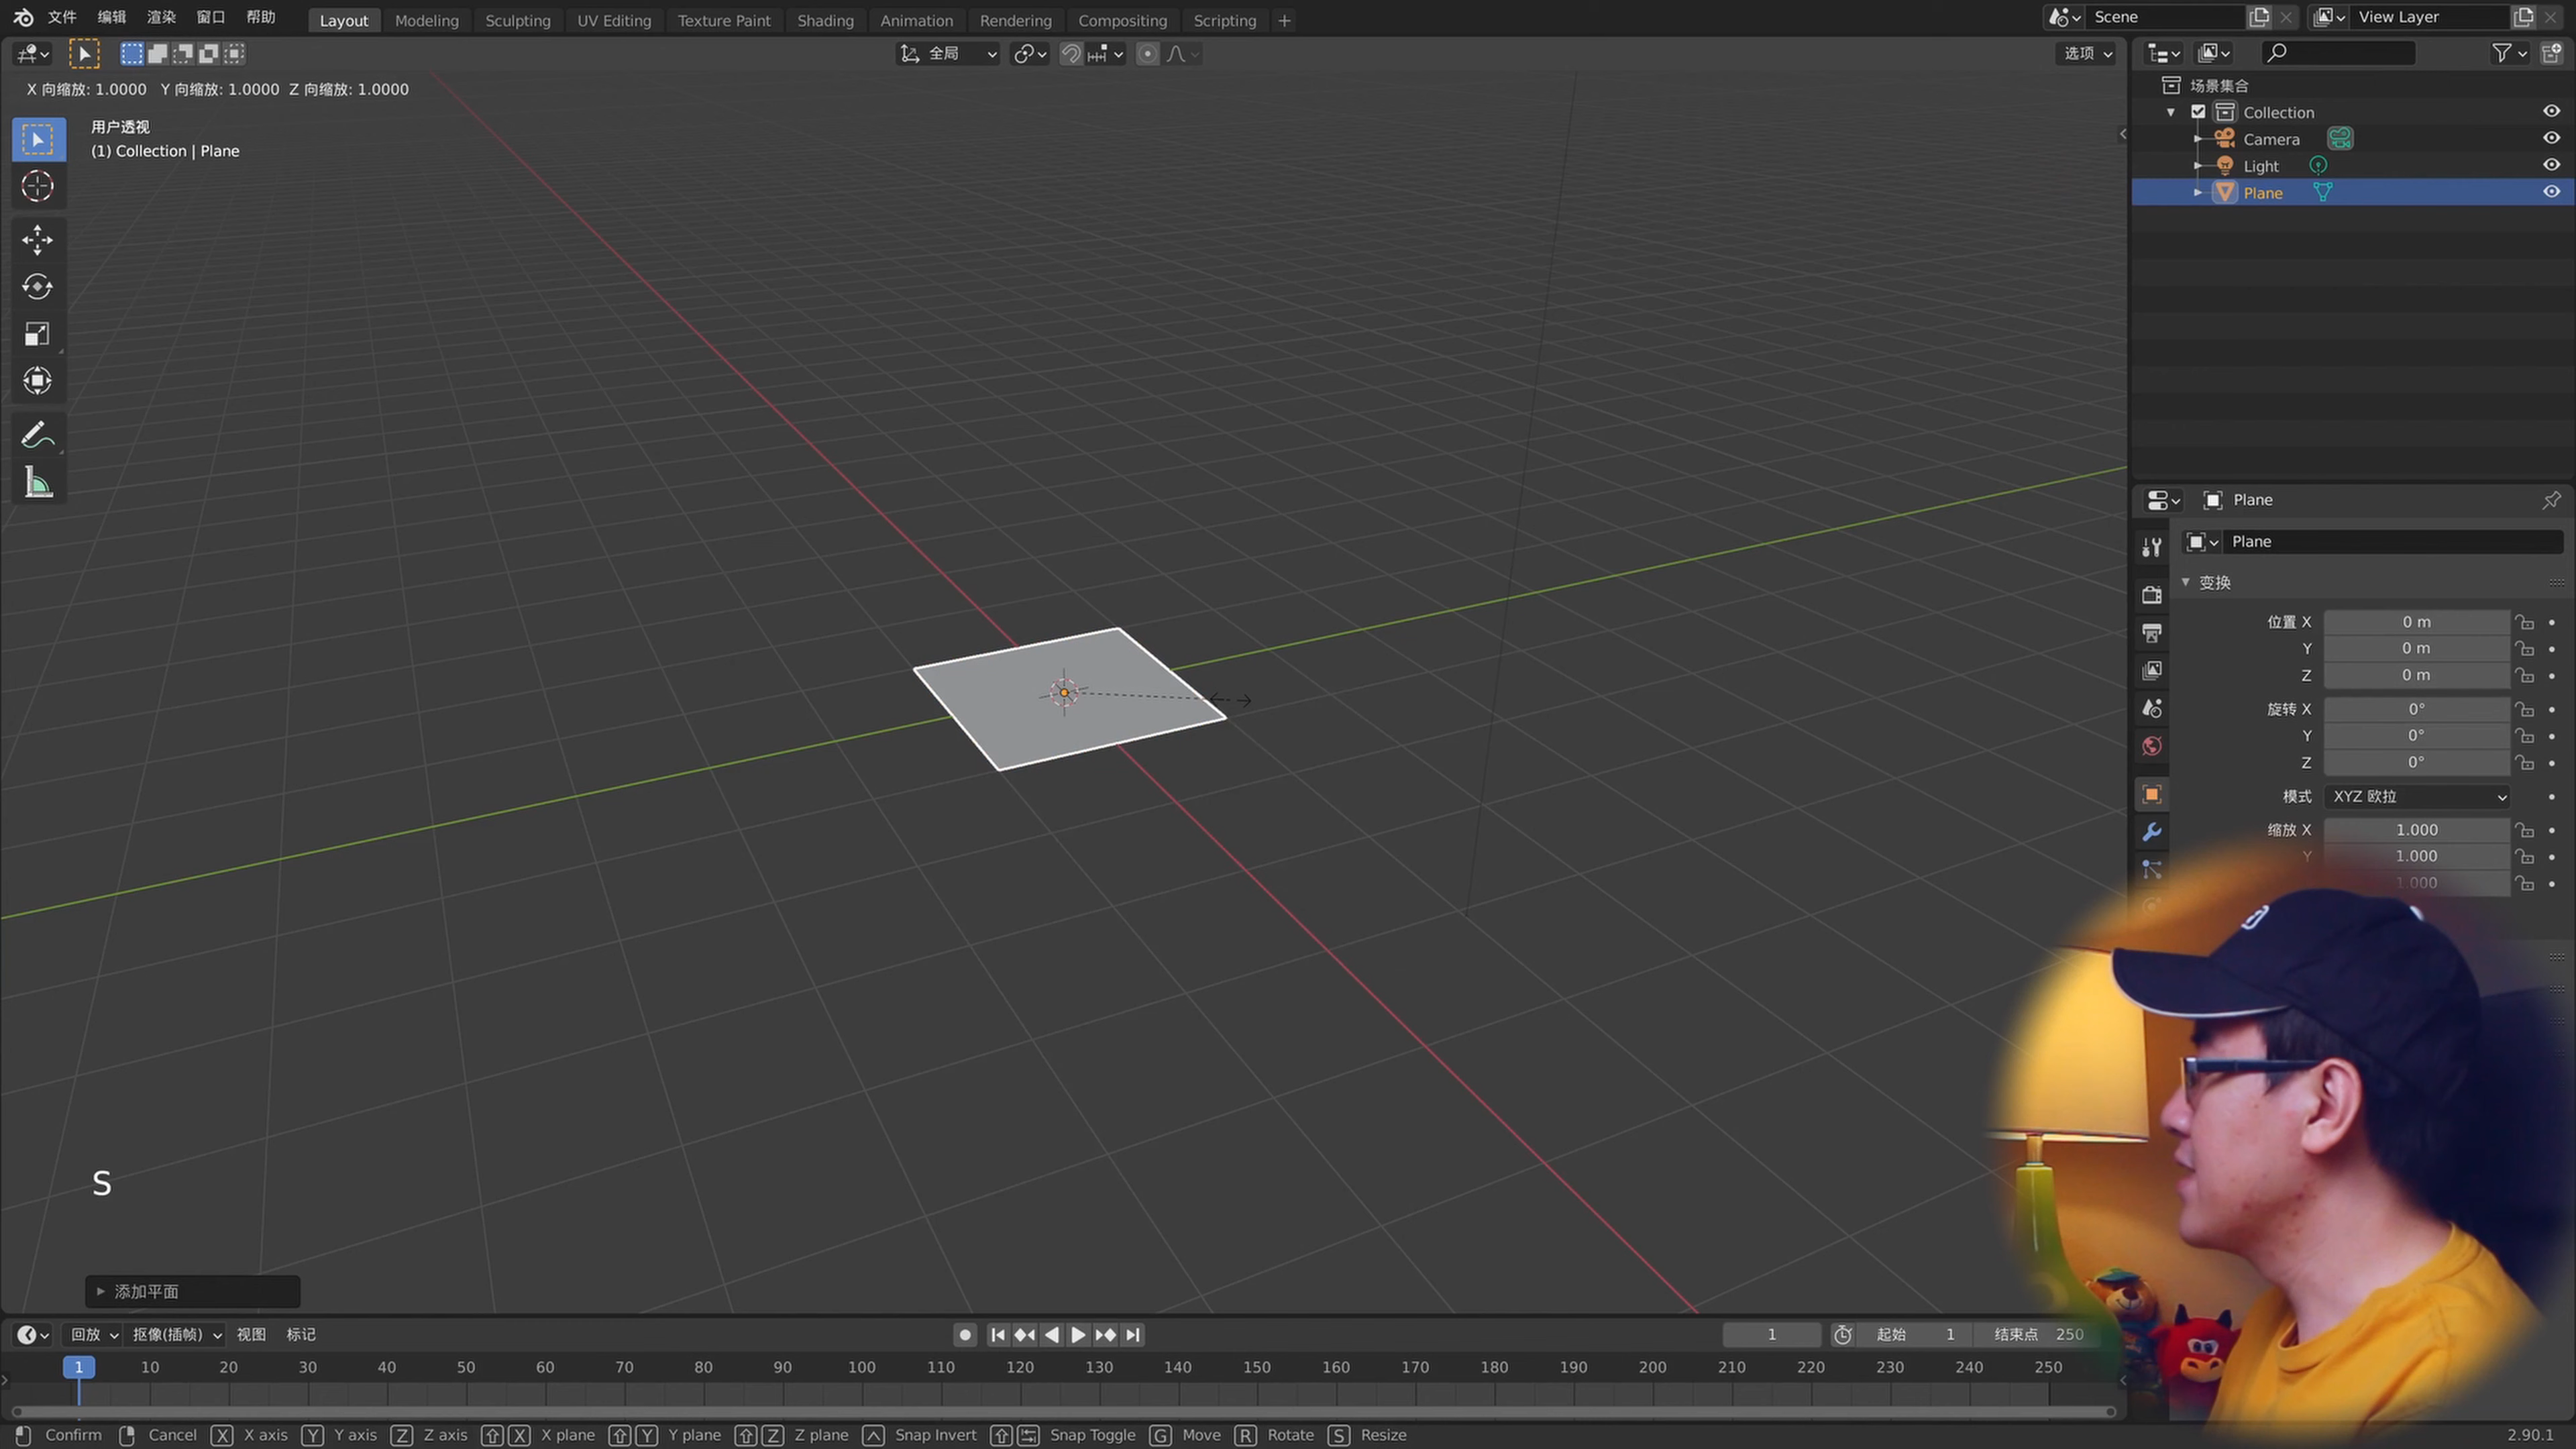 文件 编辑 渲染 窗口 帮助 Layout Modeling Sculpting UV Editing Texture Paint Shading Animation Rendering Compositing Scripting + Scene View Layer
全局 选项
X 向缩放: 1.0000 Y 向缩放: 1.0000 Z 向缩放: 1.0000
用户透视
(1) Collection | Plane
场景集合
Collection
Camera
Light
Plane
Plane
Plane
变换
位置 X 0 m
Y 0 m
Z 0 m
旋转 X 0°
Y 0°
Z 0°
模式 XYZ 欧拉
缩放 X 1.000
Y 1.000
1.000
S
添加平面
回放 抠像(插帧) 视图 标记 1 起始 1 结束点 250
1 10 20 30 40 50 60 70 80 90 100 110 120 130 140 150 160 170 180 190 200 210 220 230 240 250
Confirm Cancel X X axis Y Y axis Z Z axis X X plane Y Y plane Z Z plane Snap Invert Snap Toggle G Move R Rotate S Resize 2.90.1